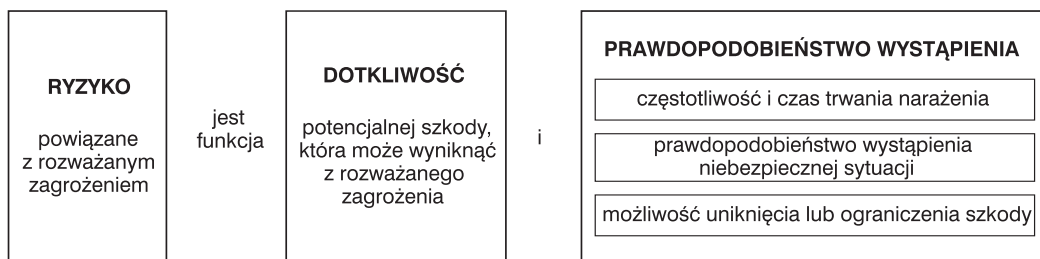 RYZYKO
powiązane
z rozważanym
zagrożeniem
jest
funkcja
DOTKLIWOŚĆ
potencjalnej szkody,
która może wyniknąć
z rozważanego
zagrożenia
i
PRAWDOPODOBIEŃSTWO WYSTĄPIENIA
częstotliwość i czas trwania narażenia
prawdopodobieństwo wystąpienia
niebezpiecznej sytuacji
możliwość uniknięcia lub ograniczenia szkody